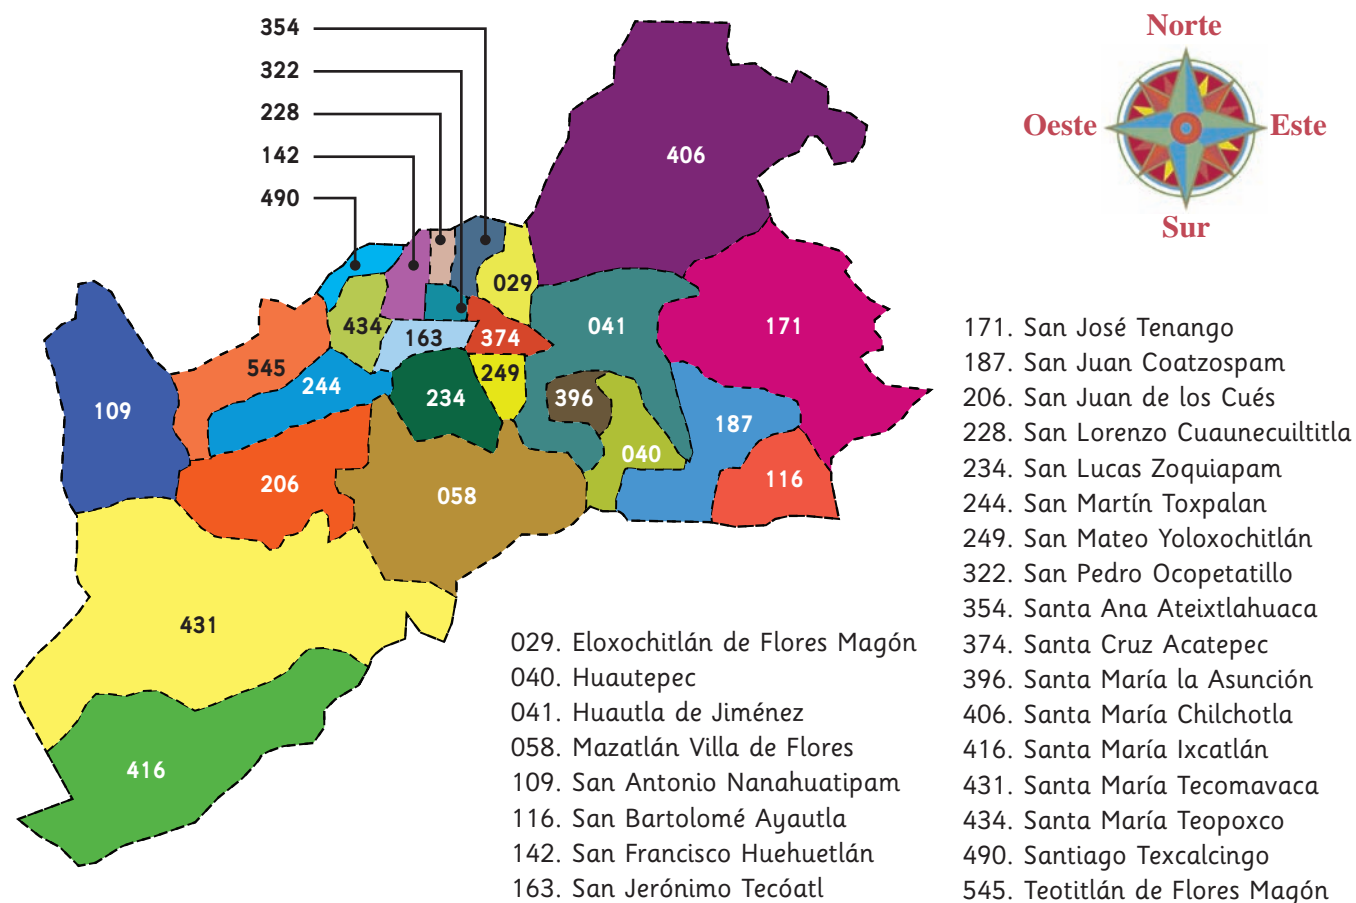 354
322
228
142
490
Norte
Oeste
Este
Sur
406
029
041
171
434
163
374
545
244
249
109
234
396
187
040
206
058
116
431
416
029. Eloxochitlán de Flores Magón
040. Huautepec
041. Huautla de Jiménez
058. Mazatlán Villa de Flores
109. San Antonio Nanahuatipam
116. San Bartolomé Ayautla
142. San Francisco Huehuetlán
163. San Jerónimo Tecóatl
171. San José Tenango
187. San Juan Coatzospam
206. San Juan de los Cués
228. San Lorenzo Cuaunecuiltitla
234. San Lucas Zoquiapam
244. San Martín Toxpalan
249. San Mateo Yoloxochitlán
322. San Pedro Ocopetatillo
354. Santa Ana Ateixtlahuaca
374. Santa Cruz Acatepec
396. Santa María la Asunción
406. Santa María Chilchotla
416. Santa María Ixcatlán
431. Santa María Tecomavaca
434. Santa María Teopoxco
490. Santiago Texcalcingo
545. Teotitlán de Flores Magón